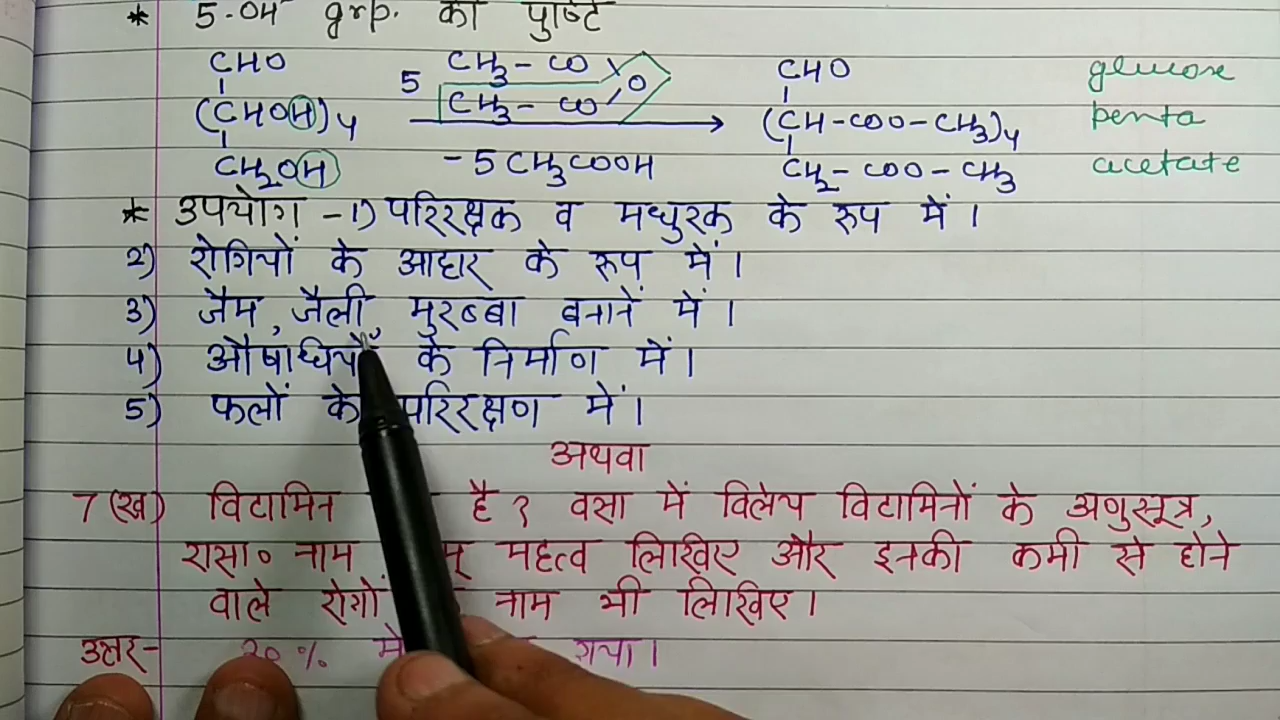 * 5-OH grp. की पुष्टि
CHO
(CHOH)4
CH2OH
5 CH3-CO
CH3-CO O
-5CH3COOH
CHO
(CH-COO-CH3)4
CH2-COO-CH3
glucose
penta
acetate
* उपयोग -1) परिरक्षक व मधुरक के रूप में।
2) रोगियों के आहार के रूप में।
3) जैम, जैली, मुरब्बा बनानें में।
4) औषधियों के निर्माण में।
5) फलों के परिरक्षण में।
अथवा
7(ख) विटामिन है? वसा में विलेय विटामिनों के अणुसूत्र,
रासा० नाम महत्व लिखिए और इनकी कमी से होने
वाले रोगों नाम भी लिखिए।
उत्तर- 30% गया।